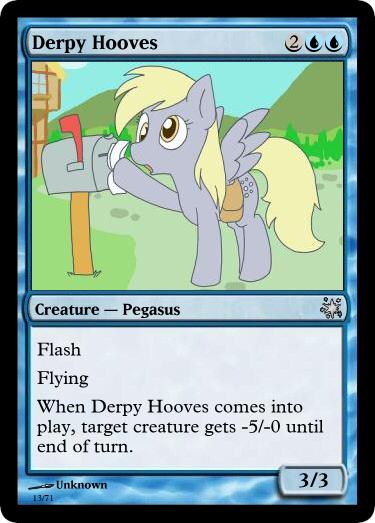 Derpy Hooves 2
Creature — Pegasus
Flash
Flying
When Derpy Hooves comes into
play, target creature gets -5/-0 until
end of turn.
3/3
Unknown
13/71